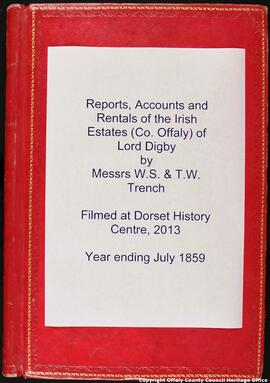 Reports, Accounts and
Rentals of the Irish
Estates (Co. Offaly) of
Lord Digby
by
Messrs W.S. & T.W.
Trench
Filmed at Dorset History
Centre, 2013
Year ending July 1859
Copyright Offaly County Council Heritage Office